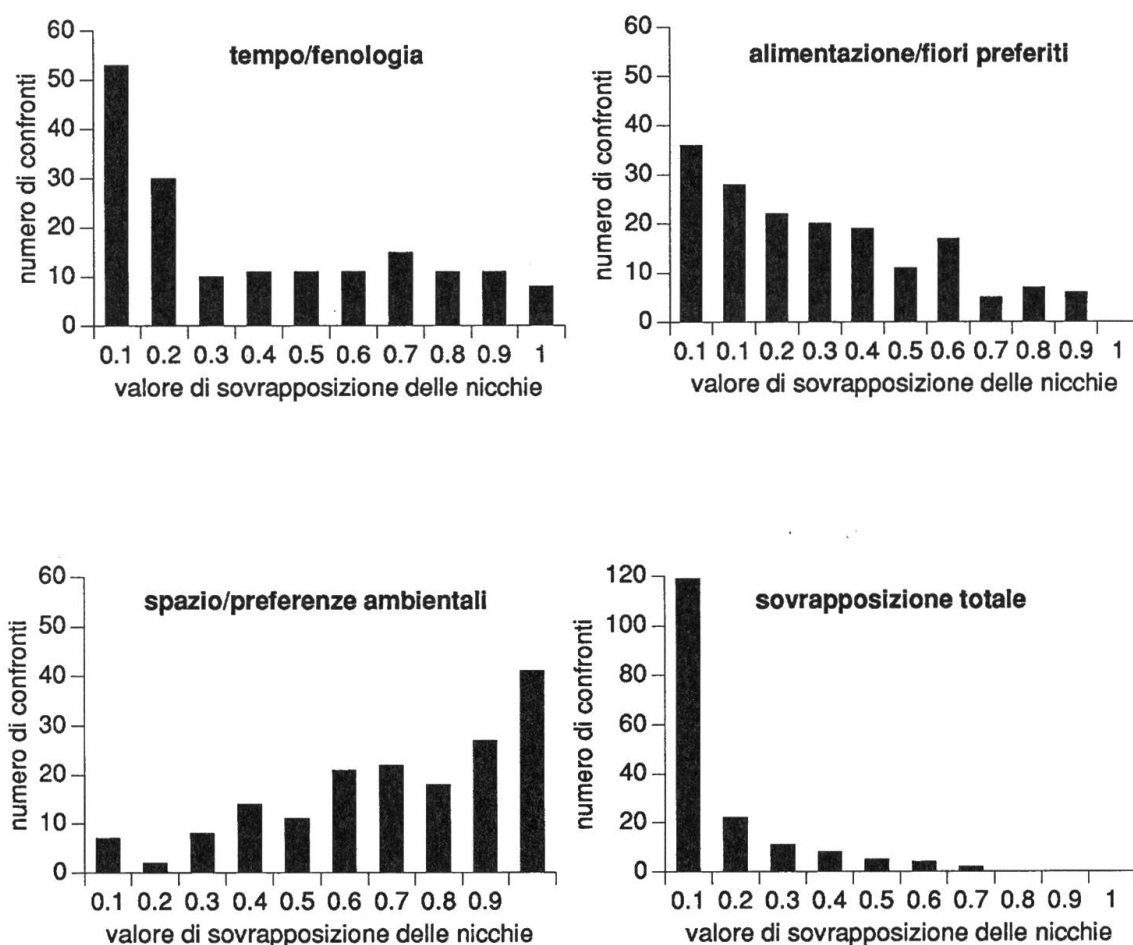 tempo/fenologia
numero di confronti
60
50
40
30
20
10
0
0.1 0.2 0.3 0.4 0.5 0.6 0.7 0.8 0.9 1
valore di sovrapposizione delle nicchie
alimentazione/fiori preferiti
numero di confronti
60
50
40
30
20
10
0
0.1 0.1 0.2 0.3 0.4 0.5 0.6 0.7 0.8 0.9 1
valore di sovrapposizione delle nicchie
spazio/preferenze ambientali
numero di confronti
60
50
40
30
20
10
0
0.1 0.2 0.3 0.4 0.5 0.6 0.7 0.8 0.9
valore di sovrapposizione delle nicchie
sovrapposizione totale
numero di confronti
120
100
80
60
40
20
0
0.1 0.2 0.3 0.4 0.5 0.6 0.7 0.8 0.9 1
valore di sovrapposizione delle nicchie